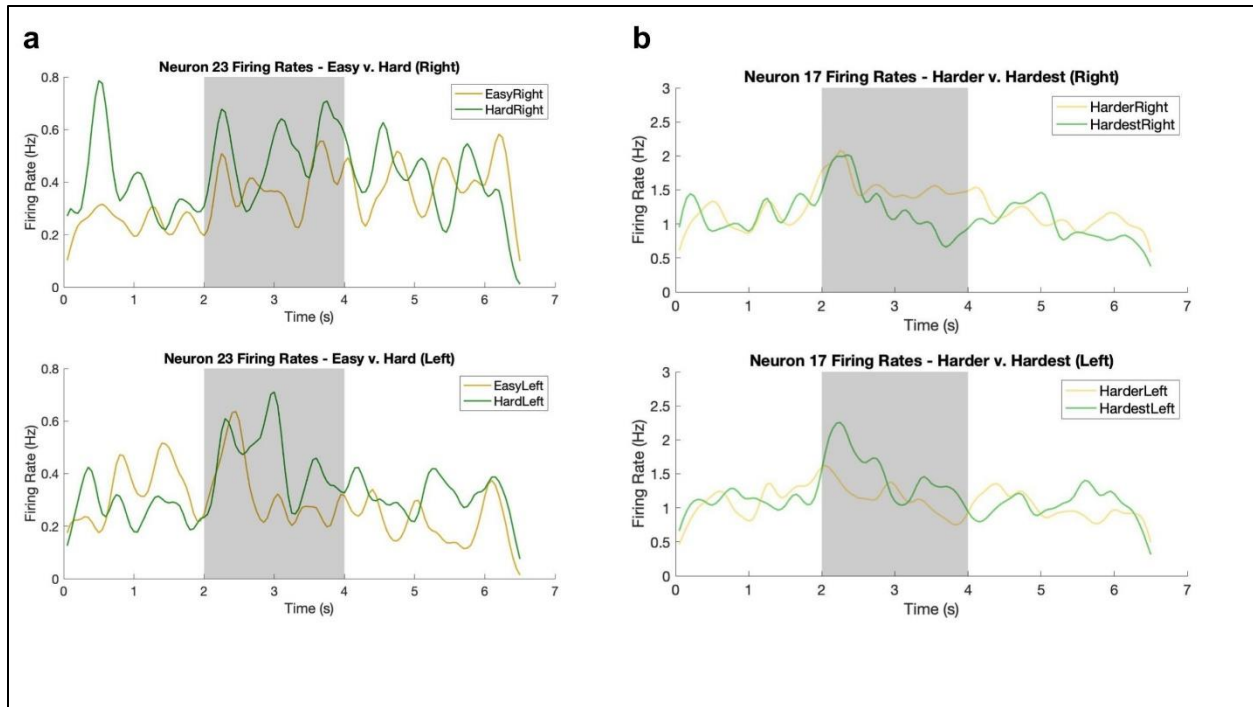 a
Neuron 23 Firing Rates - Easy v. Hard (Right)
0.8
0.6
0.4
0.2
0
Firing Rate (Hz)
EasyRight
HardRight
0 1 2 3 4 5 6 7
Time (s)
Neuron 23 Firing Rates - Easy v. Hard (Left)
0.8
0.6
0.4
0.2
0
Firing Rate (Hz)
EasyLeft
HardLeft
0 1 2 3 4 5 6 7
Time (s)
b
Neuron 17 Firing Rates - Harder v. Hardest (Right)
3
2.5
2
1.5
1
0.5
0
Firing Rate (Hz)
HarderRight
HardestRight
0 1 2 3 4 5 6 7
Time (s)
Neuron 17 Firing Rates - Harder v. Hardest (Left)
3
2.5
2
1.5
1
0.5
0
Firing Rate (Hz)
HarderLeft
HardestLeft
0 1 2 3 4 5 6 7
Time (s)